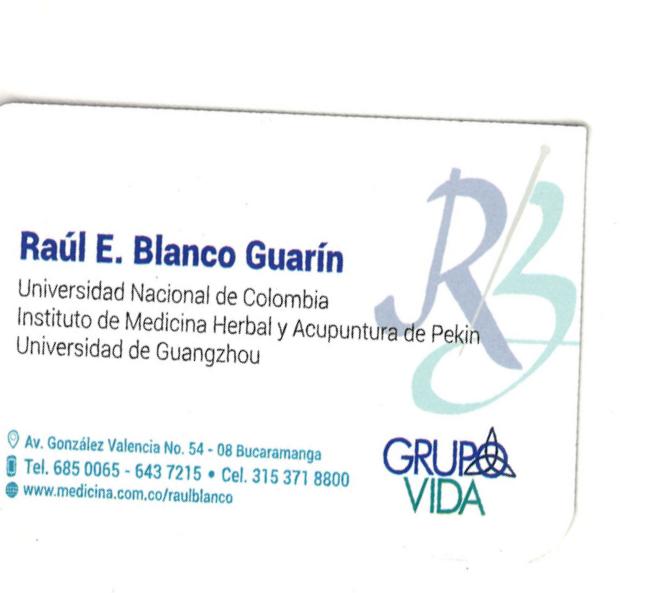 RB
Raúl E. Blanco Guarín
Universidad Nacional de Colombia
Instituto de Medicina Herbal y Acupuntura de Pekin
Universidad de Guangzhou
Av. González Valencia No. 54 - 08 Bucaramanga
Tel. 685 0065 - 643 7215 • Cel. 315 371 8800
www.medicina.com.co/raulblanco
GRUPO
VIDA